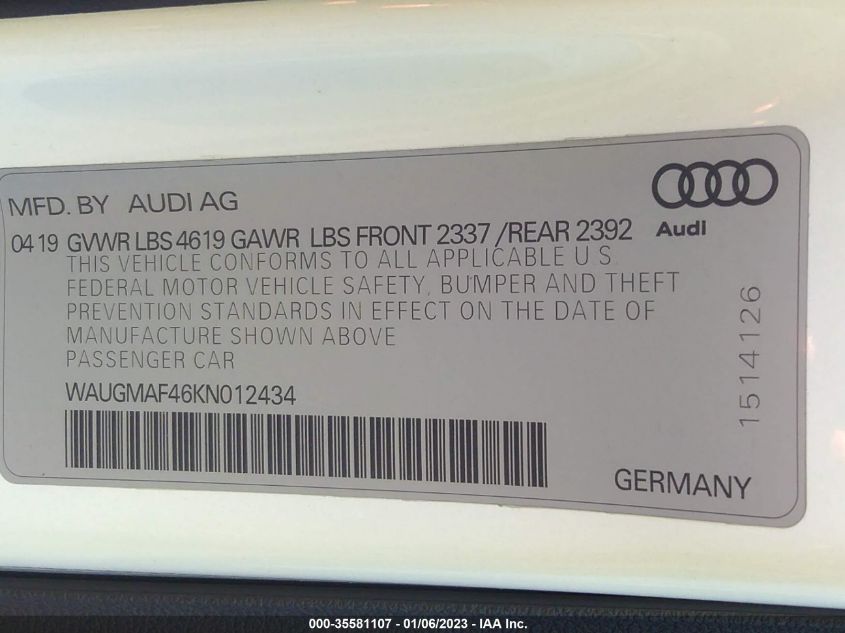 MFD. BY AUDI AG
Audi
04 19 GVWR LBS 4619 GAWR LBS FRONT 2337 /REAR 2392
THIS VEHICLE CONFORMS TO ALL APPLICABLE U S
FEDERAL MOTOR VEHICLE SAFETY, BUMPER AND THEFT
PREVENTION STANDARDS IN EFFECT ON THE DATE OF
MANUFACTURE SHOWN ABOVE
PASSENGER CAR
WAUGMAF46KN012434
1514126
GERMANY
000-35581107 - 01/06/2023 - IAA Inc.